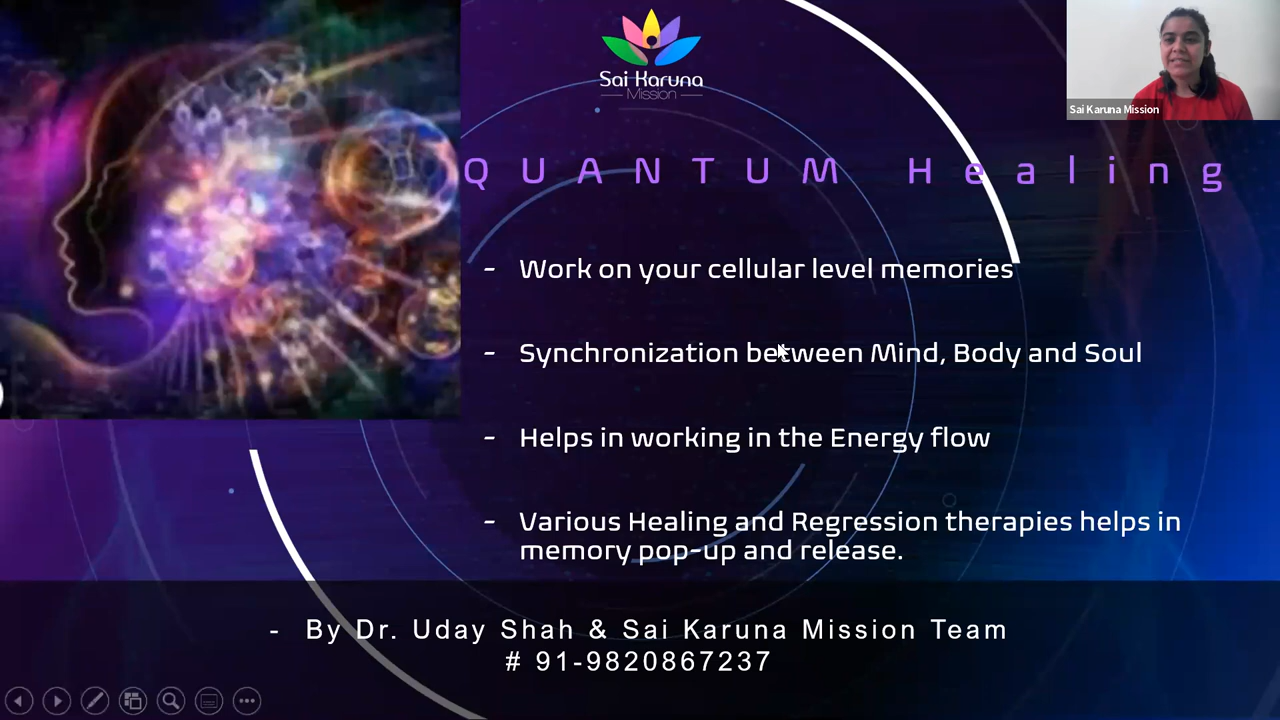 Sai Karuna
Mission
Sai Karuna Mission
QUANTUM Healing
- Work on your cellular level memories
- Synchronization between Mind, Body and Soul
- Helps in working in the Energy flow
- Various Healing and Regression therapies helps in
memory pop-up and release.
- By Dr. Uday Shah & Sai Karuna Mission Team
# 91-9820867237